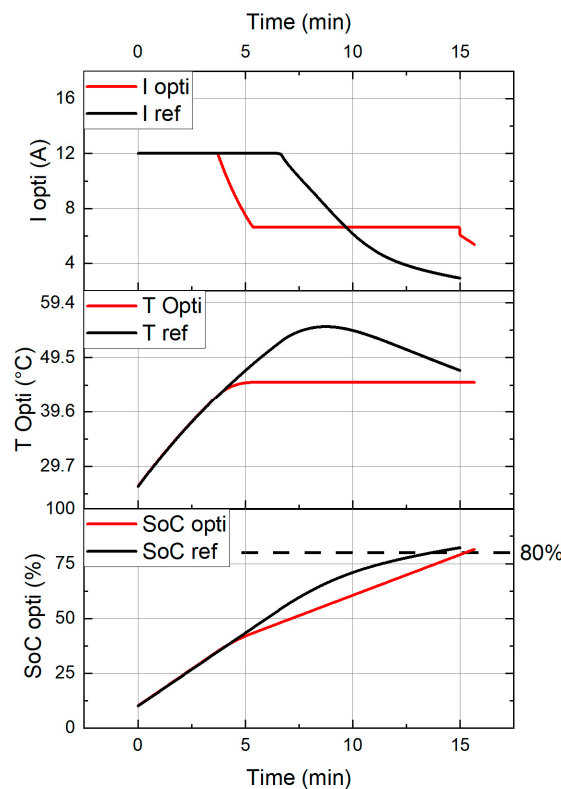 Time (min)
0 5 10 15
I opti
I ref
16
12
8
4
I opti (A)
T Opti
T ref
59.4
49.5
39.6
29.7
T Opti (°C)
100
SoC opti
SoC ref
80%
75
50
25
0
SoC opti (%)
0 5 10 15
Time (min)